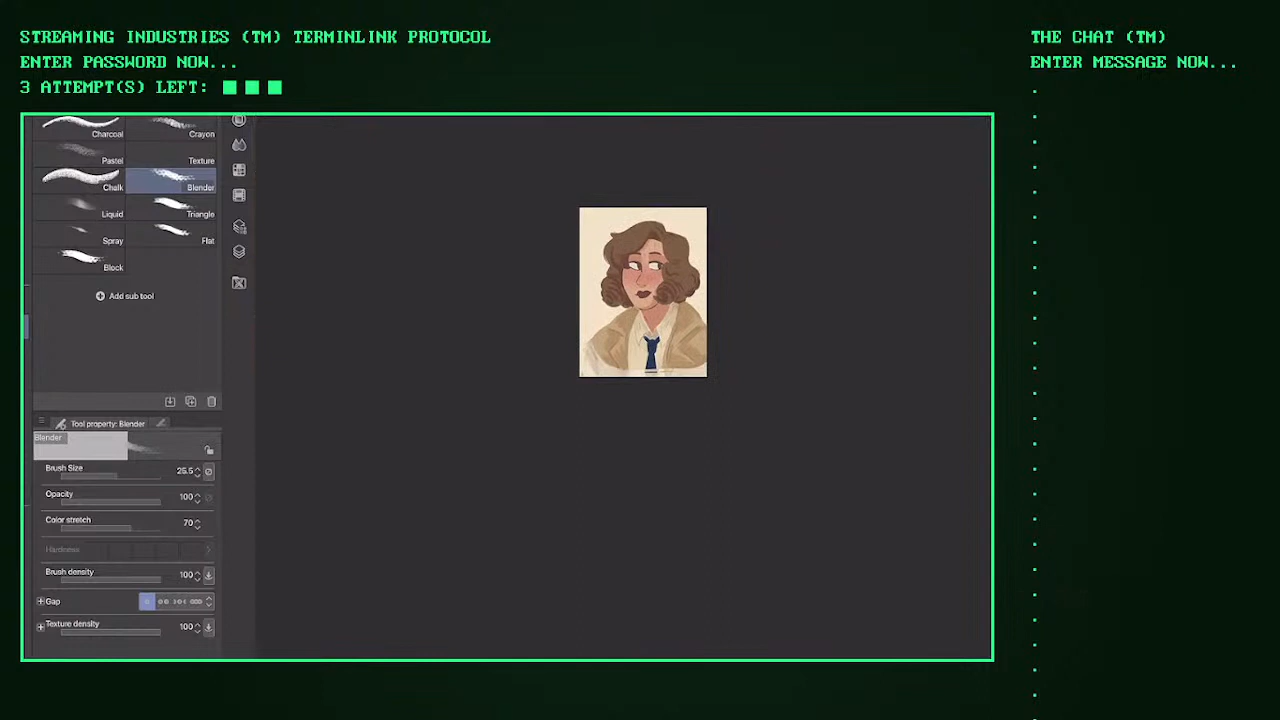 STREAMING INDUSTRIES (TM) TERMINLINK PROTOCOL
ENTER PASSWORD NOW...
3 ATTEMPT(S) LEFT:
THE CHAT (TM)
ENTER MESSAGE NOW...
Charcoal
Crayon
Pastel
Texture
Chalk
Blender
Liquid
Triangle
Spray
Flat
Block
Add sub tool
Tool property: Blender
Blender
Brush Size 25.5
Opacity 100
Color stretch 70
Hardness
Brush density 100
Gap
Texture density 100